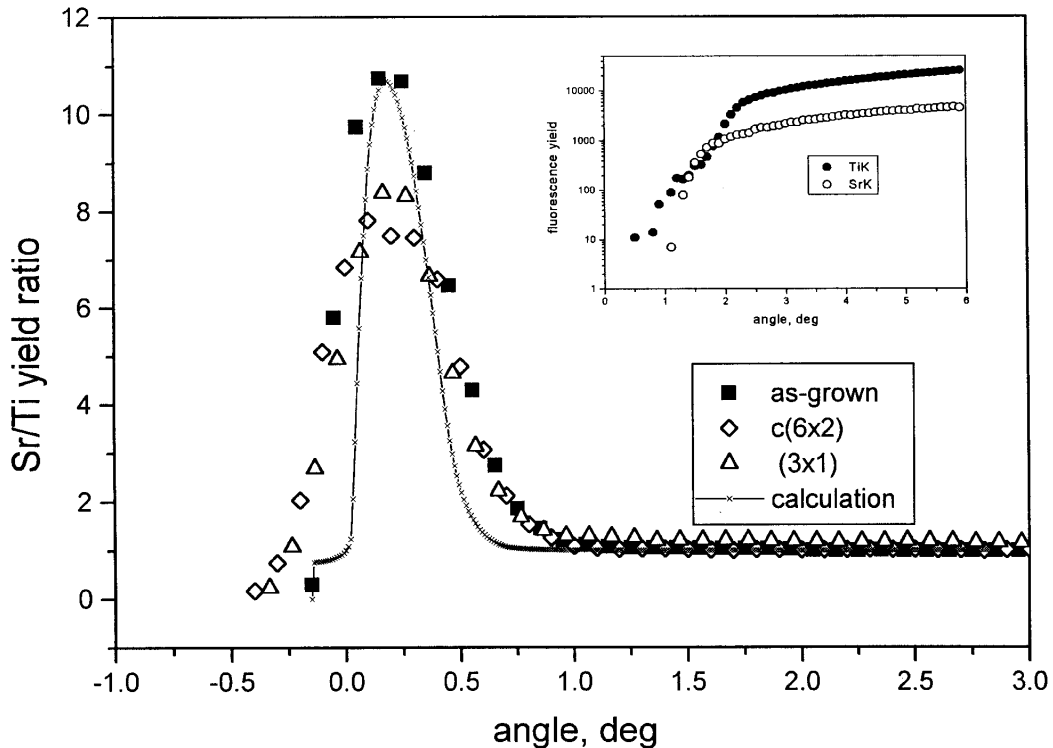 12
10
8
6
4
2
0
Sr/Ti yield ratio
-1.0 -0.5 0.0 0.5 1.0 1.5 2.0 2.5 3.0
angle, deg
10000
1000
100
10
1
fluorescence yield
TiK
SrK
0 1 2 3 4 5 6
angle, deg
as-grown
c(6x2)
(3x1)
calculation